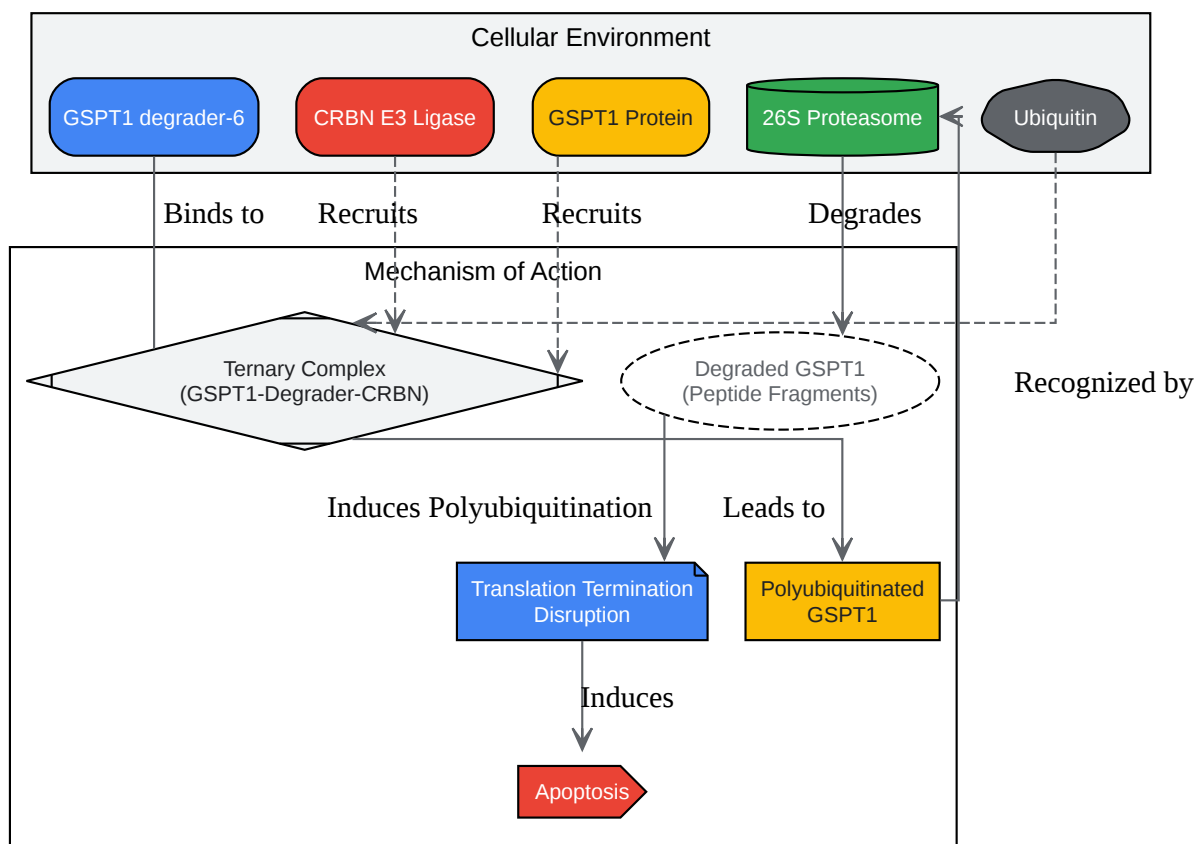 Cellular Environment
GSPT1 degrader-6
CRBN E3 Ligase
GSPT1 Protein
26S Proteasome
Ubiquitin
Binds to
Recruits
Recruits
Degrades
Mechanism of Action
Ternary Complex
(GSPT1-Degrader-CRBN)
Degraded GSPT1
(Peptide Fragments)
Recognized by
Induces Polyubiquitination
Leads to
Translation Termination
Disruption
Polyubiquitinated
GSPT1
Induces
Apoptosis